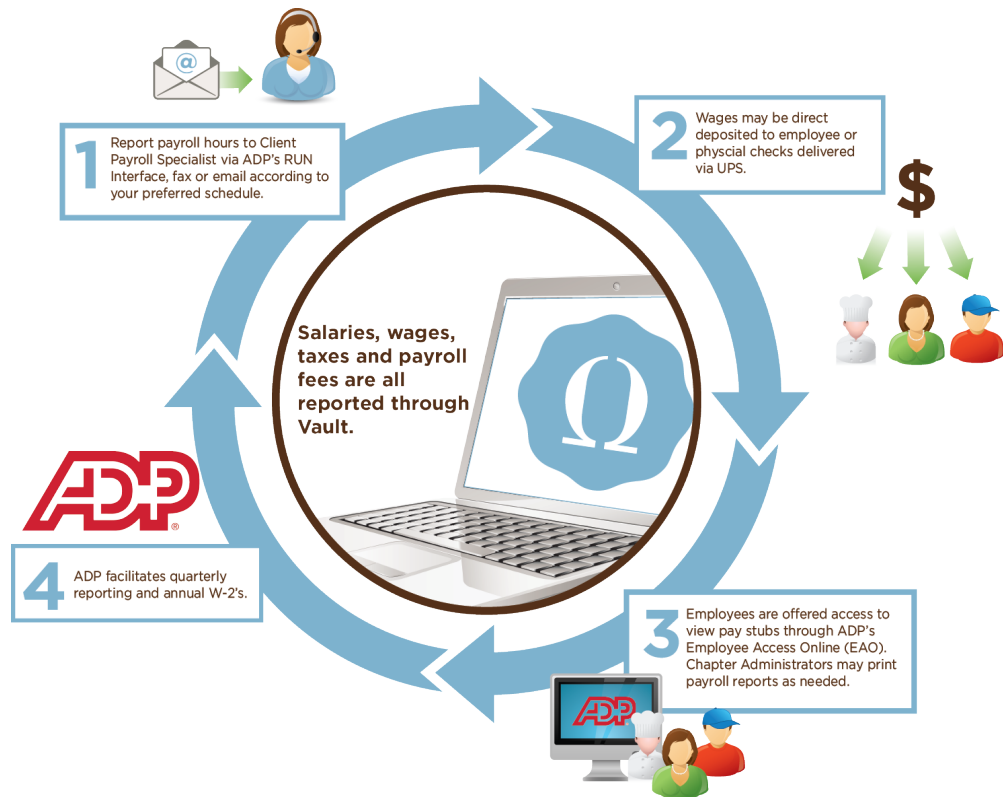 @
1
Report payroll hours to Client
Payroll Specialist via ADP's RUN
Interface, fax or email according to
your preferred schedule.
2
Wages may be direct
deposited to employee or
physcial checks delivered
via UPS.
$
Salaries, wages,
taxes and payroll
fees are all
reported through
Vault.
Ω
ADP®
4
ADP facilitates quarterly
reporting and annual W-2's.
3
Employees are offered access to
view pay stubs through ADP's
Employee Access Online (EAO).
Chapter Administrators may print
payroll reports as needed.
ADP